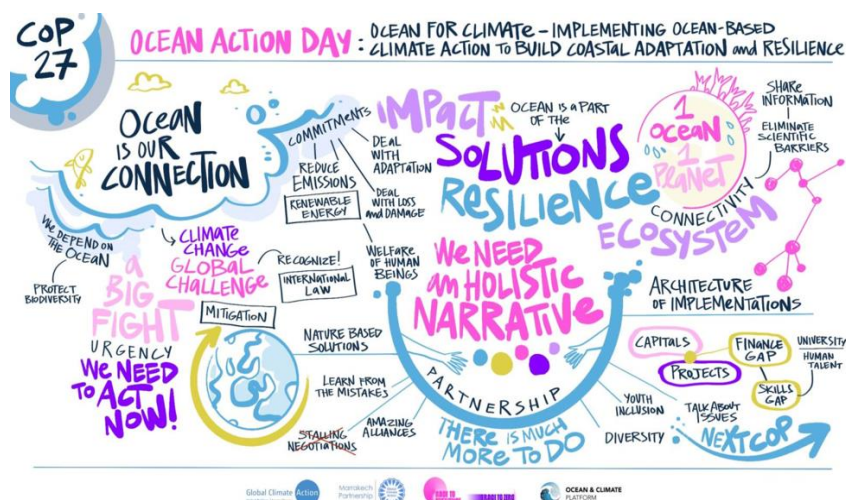 COP
27
OCEAN ACTION DAY : OCEAN FOR CLIMATE – IMPLEMENTING OCEAN-BASED
CLIMATE ACTION TO BUILD COASTAL ADAPTATION and RESILIENCE
OCEAN
IS OUR
CONNECTION
WE DEPEND ON
THE OCEAN
PROTECT
BIODIVERSITY
CLIMATE
CHANGE
GLOBAL
CHALLENGE
A
BIG
FIGHT
URGENCY
WE NEED
TO ACT
NOW!
MITIGATION
RECOGNIZE!
INTERNATIONAL
LAW
COMMITMENTS
REDUCE
EMISSIONS
RENEWABLE
ENERGY
DEAL
WITH
ADAPTATION
DEAL
WITH LOSS
and DAMAGE
WELFARE
OF HUMAN
BEINGS
IMPACT
OCEAN IS A PART
OF THE
SOLUTIONS
RESILIENCE
WE NEED
AN HOLISTIC
NARRATIVE
1
OCEAN
1
PLANET
CONNECTIVITY
ECOSYSTEM
SHARE
INFORMATION
ELIMINATE
SCIENTIFIC
BARRIERS
NATURE BASED
SOLUTIONS
LEARN FROM
THE MISTAKES
STALLING
NEGOTIATIONS
AMAZING
ALLIANCES
PARTNERSHIP
THERE IS MUCH
MORE TO DO
YOUTH
INCLUSION
DIVERSITY
ARCHITECTURE
OF IMPLEMENTATIONS
CAPITALS
PROJECTS
FINANCE
GAP
SKILLS
GAP
UNIVERSITY
HUMAN
TALENT
TALK ABOUT
ISSUES
NEXT COP
Global Climate Action
Marrakech
Partnership
OCEAN & CLIMATE
PLATFORM